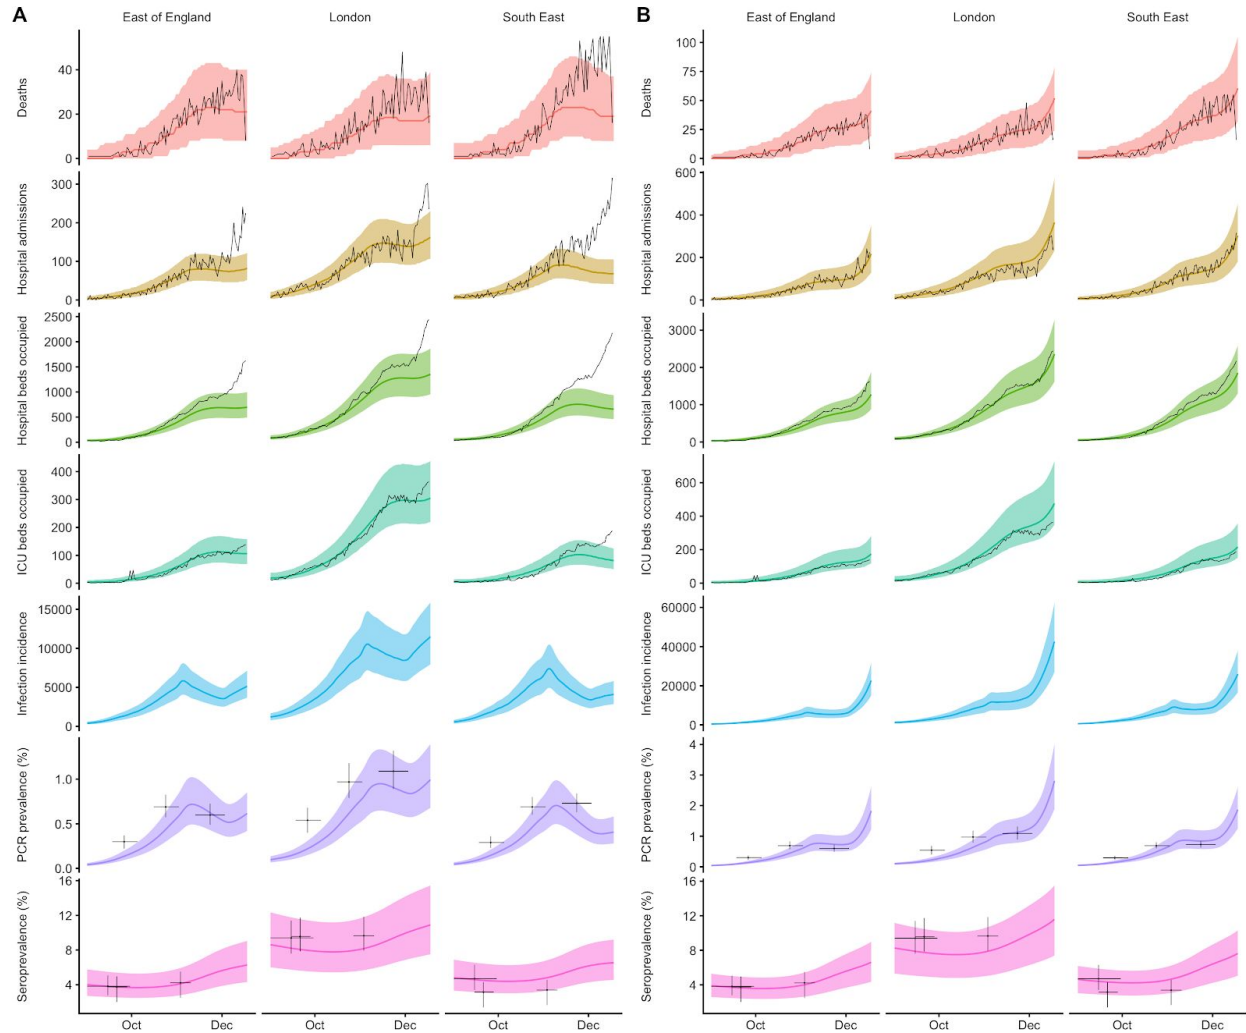 A
East of England
London
South East
Deaths
40
20
0
Hospital admissions
300
200
100
0
Hospital beds occupied
2500
2000
1500
1000
500
0
ICU beds occupied
400
300
200
100
0
Infection incidence
15000
10000
5000
0
PCR prevalence (%)
1.0
0.5
0.0
Seroprevalence (%)
16
12
8
4
Oct
Dec
Oct
Dec
Oct
Dec
B
East of England
London
South East
Deaths
100
75
50
25
0
Hospital admissions
600
400
200
0
Hospital beds occupied
3000
2000
1000
0
ICU beds occupied
600
400
200
0
Infection incidence
60000
40000
20000
0
PCR prevalence (%)
4
3
2
1
0
Seroprevalence (%)
16
12
8
4
Oct
Dec
Oct
Dec
Oct
Dec